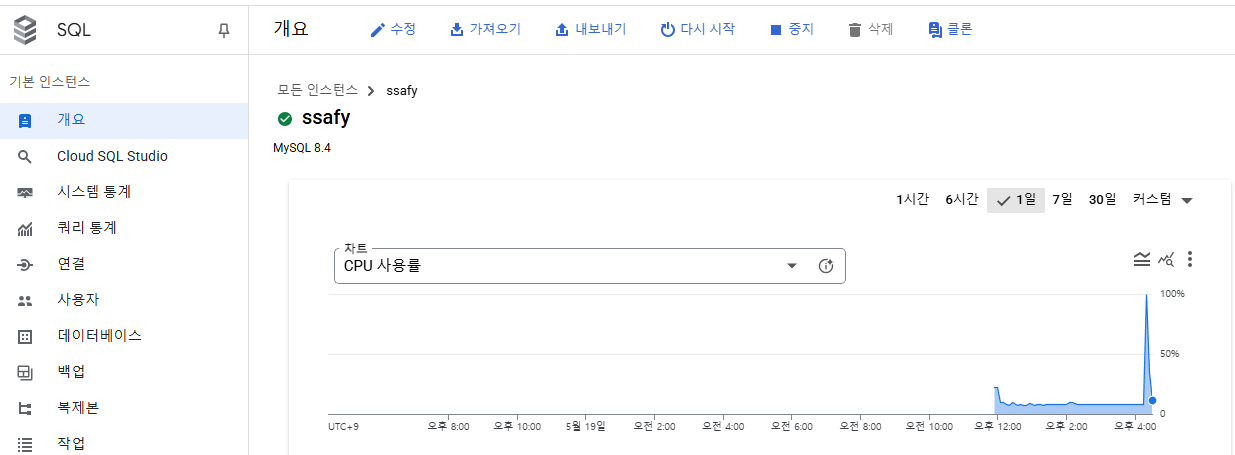 SQL
개요 수정 가져오기 내보내기 다시 시작 중지 삭제 클론
기본 인스턴스
개요
Cloud SQL Studio
시스템 통계
쿼리 통계
연결
사용자
데이터베이스
백업
복제본
작업
모든 인스턴스 ssafy
ssafy
MySQL 8.4
1시간 6시간 1일 7일 30일 커스텀
차트
CPU 사용률
100%
50%
0
UTC+9 오후 8:00 오후 10:00 5월 19일 오전 2:00 오전 4:00 오전 6:00 오전 8:00 오전 10:00 오후 12:00 오후 2:00 오후 4:00